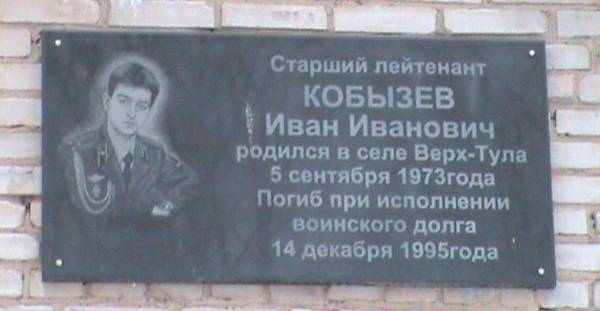 Старший лейтенант
КОБЫЗЕВ
Иван Иванович
родился в селе Верх-Тула
5 сентября 1973года
Погиб при исполнении
воинского долга
14 декабря 1995года